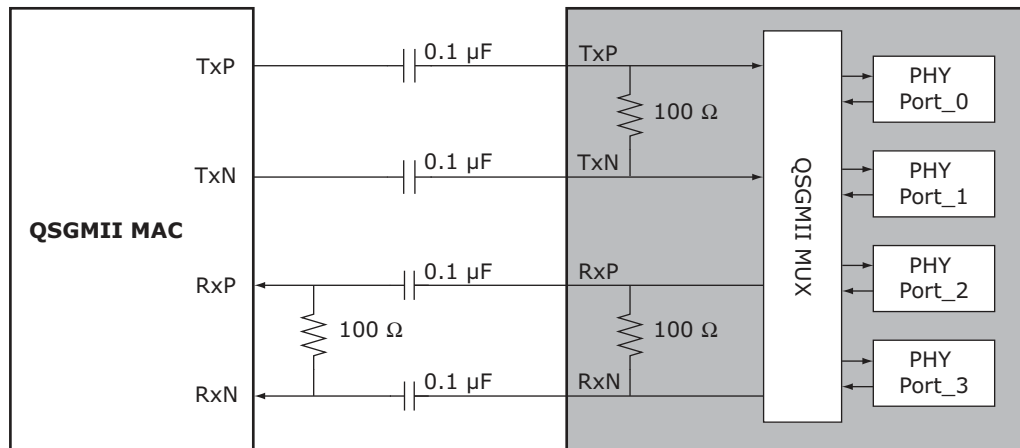 TxP
0.1 µF
TxP
100 Ω
TxN
0.1 µF
TxN
QSGMII MAC
RxP
0.1 µF
RxP
100 Ω
100 Ω
RxN
0.1 µF
RxN
QSGMII MUX
PHY
Port_0
PHY
Port_1
PHY
Port_2
PHY
Port_3